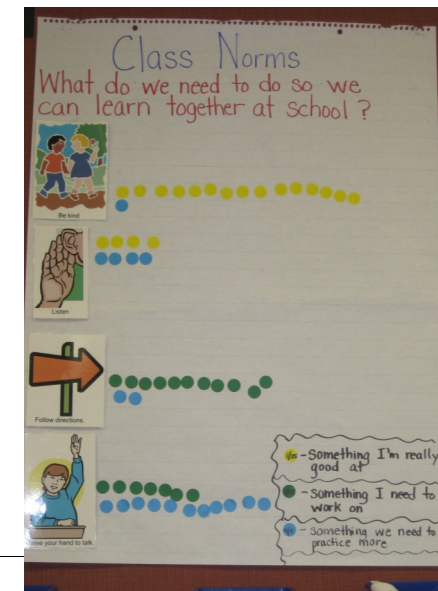 Class Norms
What do we need to do so we
can learn together at school?
Be kind
Listen
Follow directions.
your hand to talk
- Something I'm really
good at
- Something I need to
work on
- Something we need to
practice more